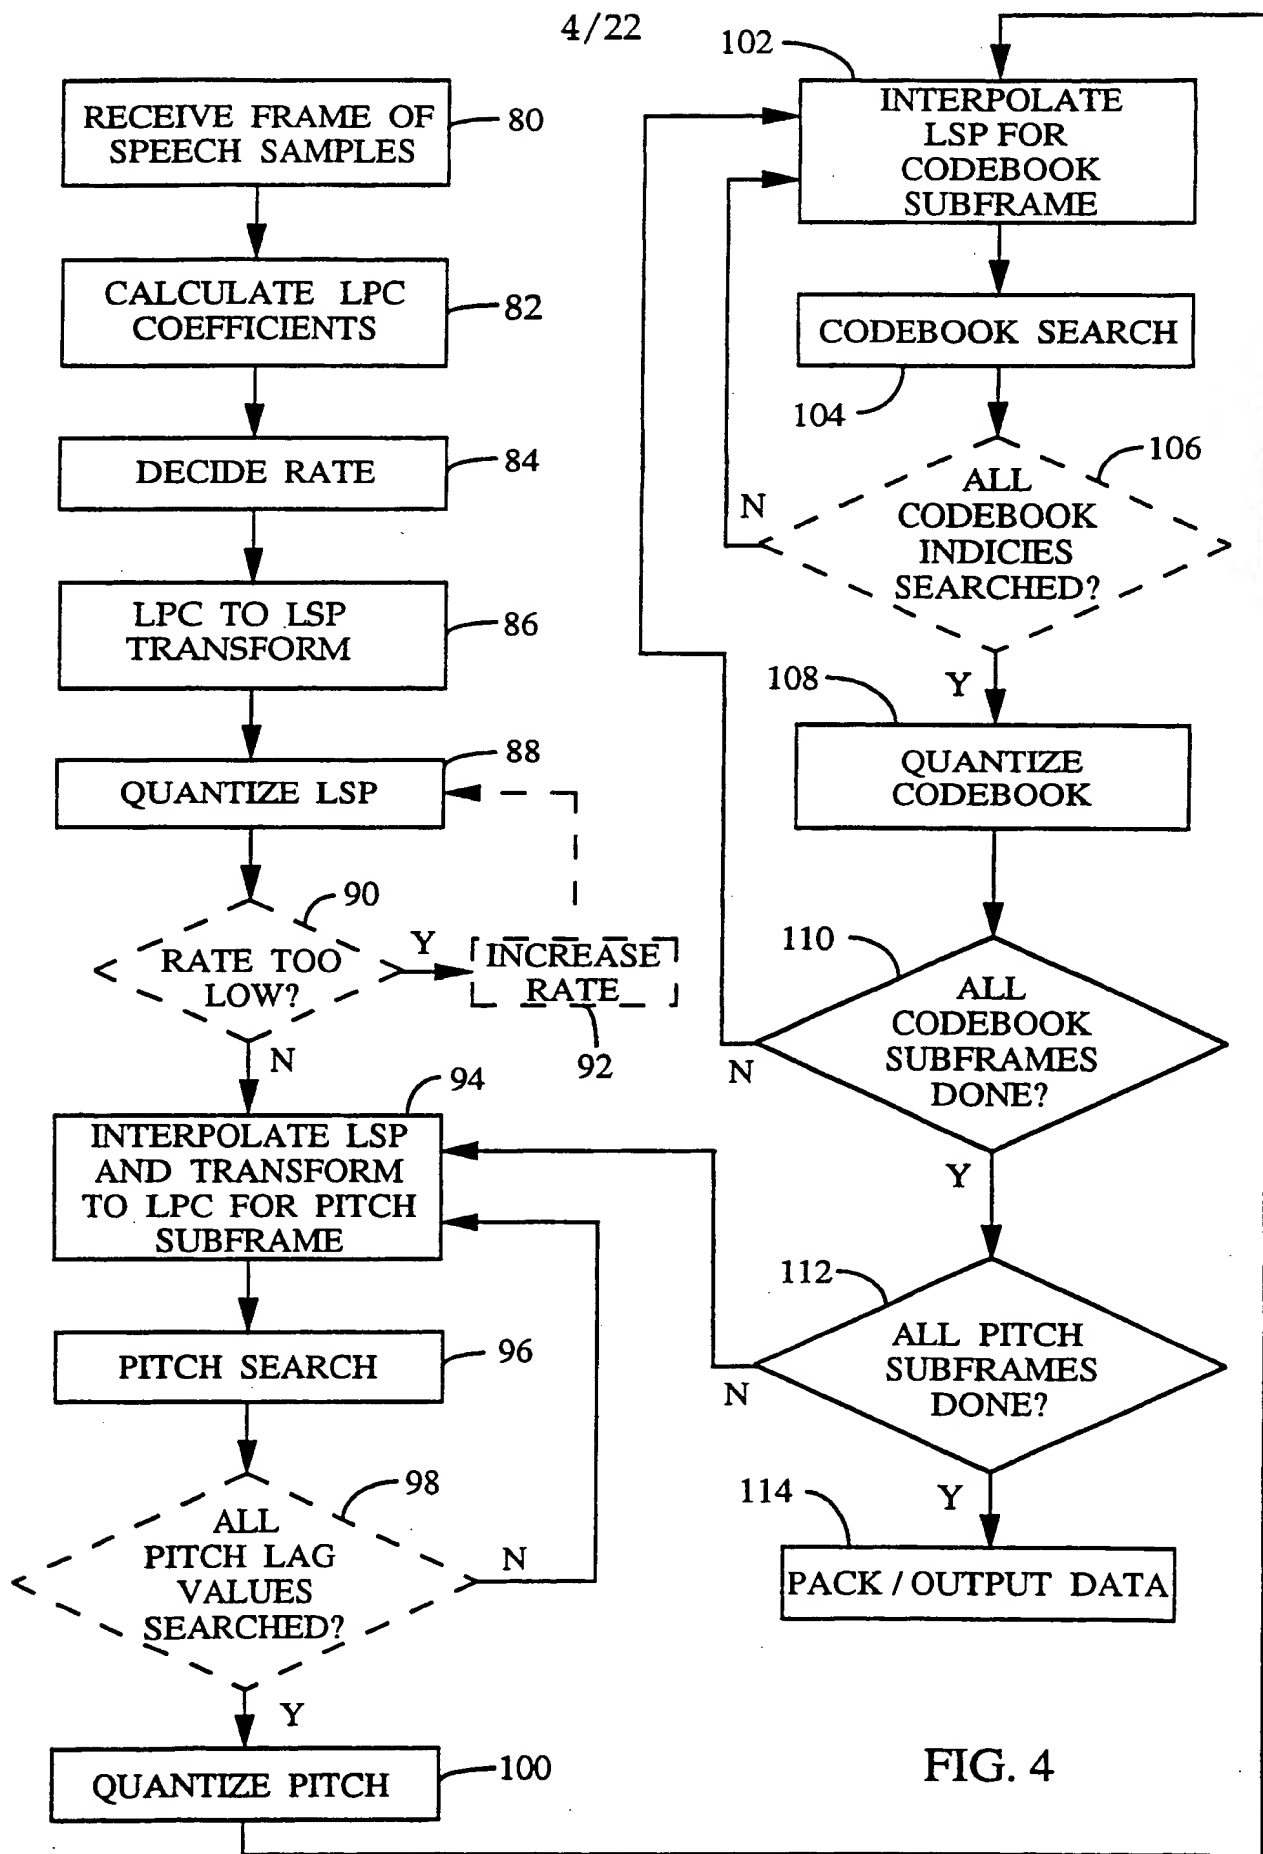 4/22
RECEIVE FRAME OF
SPEECH SAMPLES
80
CALCULATE LPC
COEFFICIENTS
82
DECIDE RATE
84
LPC TO LSP
TRANSFORM
86
88
QUANTIZE LSP
90
RATE TOO
LOW?
Y
INCREASE
RATE
92
N
94
INTERPOLATE LSP
AND TRANSFORM
TO LPC FOR PITCH
SUBFRAME
PITCH SEARCH
96
98
ALL
PITCH LAG
VALUES
SEARCHED?
N
Y
QUANTIZE PITCH
100
102
INTERPOLATE
LSP FOR
CODEBOOK
SUBFRAME
CODEBOOK SEARCH
104
106
ALL
CODEBOOK
INDICIES
SEARCHED?
N
Y
108
QUANTIZE
CODEBOOK
110
ALL
CODEBOOK
SUBFRAMES
DONE?
N
Y
112
ALL PITCH
SUBFRAMES
DONE?
N
Y
114
PACK / OUTPUT DATA
FIG. 4